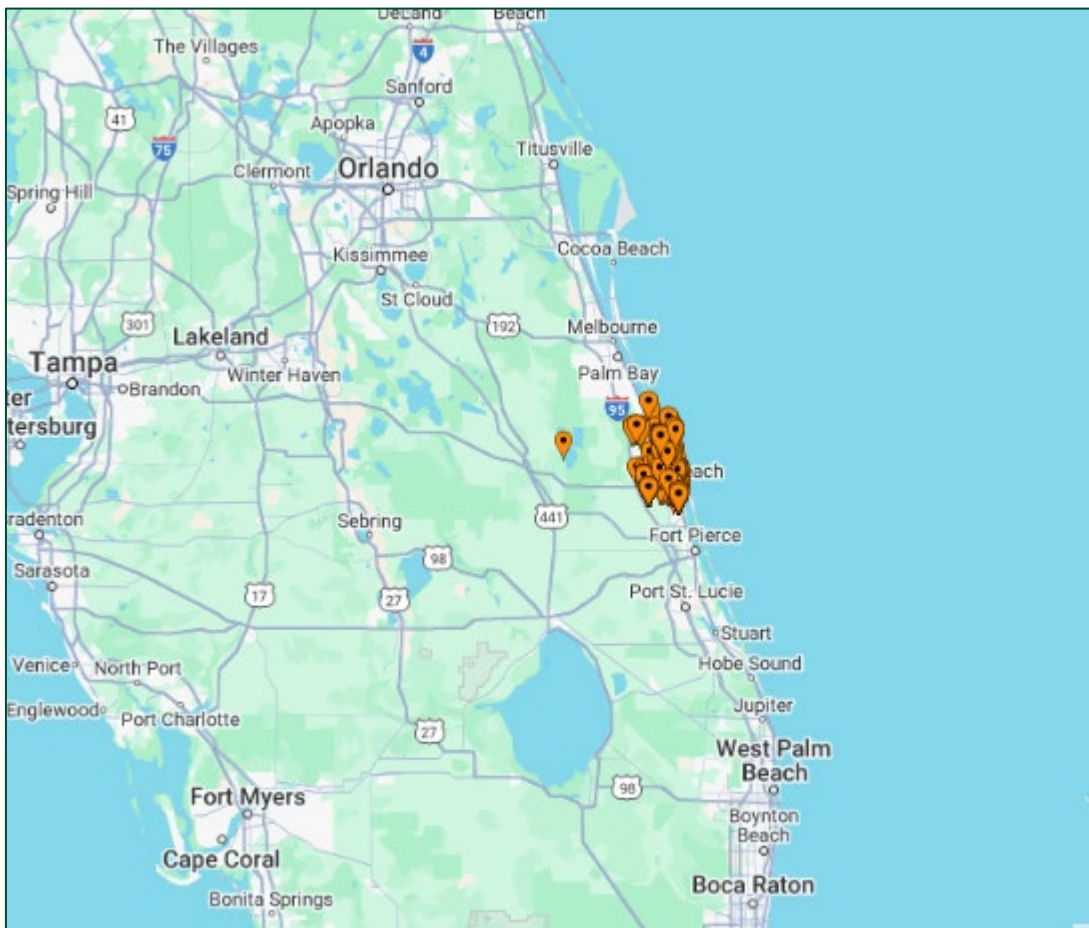 DeLand
Beach
The Villages
4
Sanford
41
Apopka
75
Titusville
Orlando
Clermont
Spring Hill
Cocoa Beach
Kissimmee
St Cloud
301
192
Melbourne
Lakeland
Tampa
Winter Haven
Palm Bay
Brandon
ter
tersburg
95
each
441
Sebring
radenton
Fort Pierce
98
Sarasota
17
27
Port St. Lucie
Stuart
Venice
North Port
Hobe Sound
Englewood
Port Charlotte
Jupiter
27
West Palm
Beach
98
Fort Myers
Boynton
Beach
Cape Coral
Boca Raton
Bonita Springs